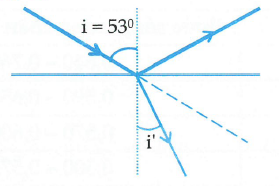 i = 53⁰
i'